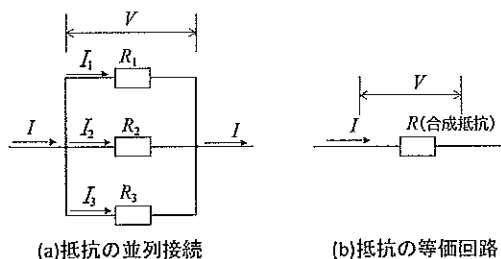 V
I₁ R₁
I I₂ R₂ I
I₃ R₃
(a)抵抗の並列接続
V
I R(合成抵抗)
(b)抵抗の等価回路